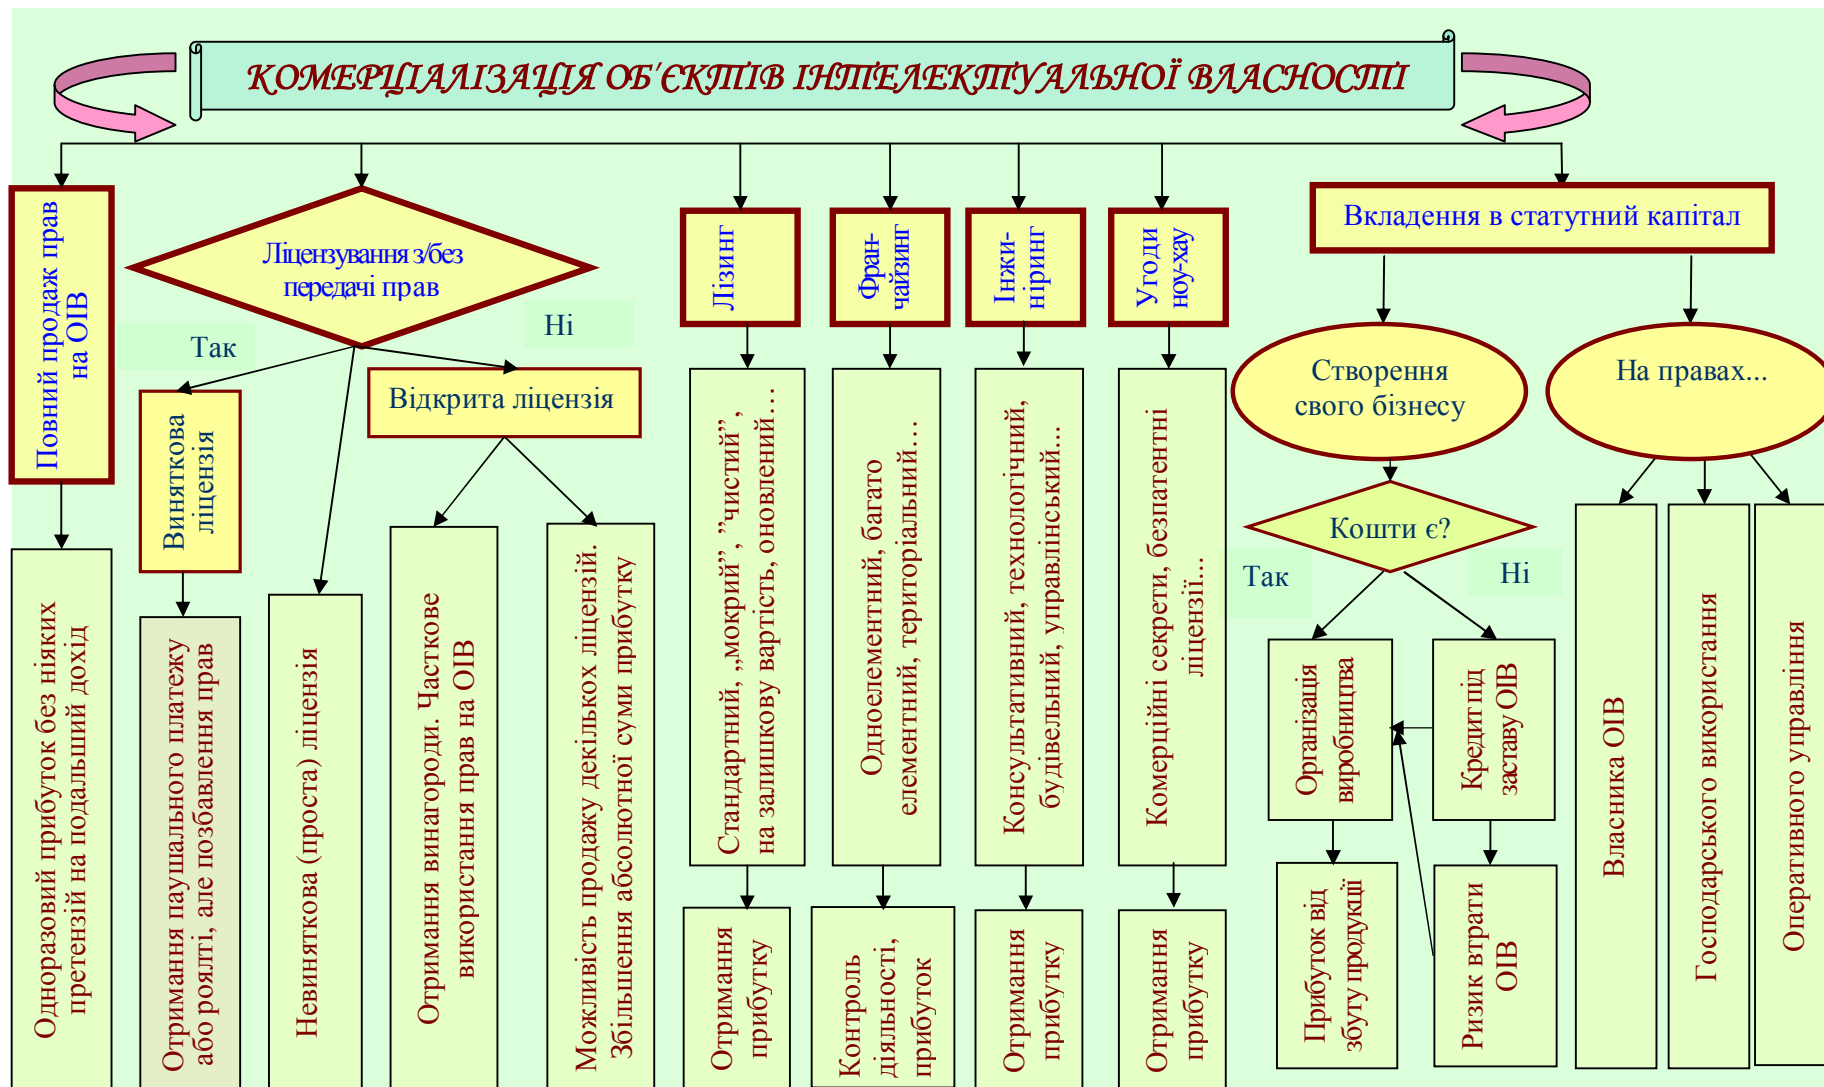 КОМЕРЦІАЛІЗАЦІЯ ОБ'ЄКТІВ ІНТЕЛЕКТУАЛЬНОЇ ВЛАСНОСТІ
Повний продаж прав
на ОІВ
Ліцензування з/без
передачі прав
Лізинг
Фран-
чайзинг
Інжи-
ніринг
Угоди
ноу-хау
Вкладення в статутний капітал
Так
Ні
Виняткова
ліцензія
Відкрита ліцензія
Створення
свого бізнесу
На правах...
Кошти є?
Так
Ні
Одноразовий прибуток без ніяких
претензій на подальший дохід
Отримання паушального платежу
або роялті, але позбавлення прав
Невиняткова (проста) ліцензія
Отримання винагороди. Часткове
використання прав на ОІВ
Можливість продажу декількох ліцензій.
Збільшення абсолютної суми прибутку
Стандартний, „мокрий”, ”чистий”,
на залишкову вартість, оновлений…
Одноелементний, багато
елементний, територіальний…
Консультативний, технологічний,
будівельний, управлінський…
Комерційні секрети, безпатентні
ліцензії...
Організація
виробництва
Кредит під
заставу ОІВ
Власника ОІВ
Господарського використання
Оперативного управління
Отримання
прибутку
Контроль
діяльності,
прибуток
Отримання
прибутку
Отримання
прибутку
Прибуток від
збуту продукції
Ризик втрати
ОІВ